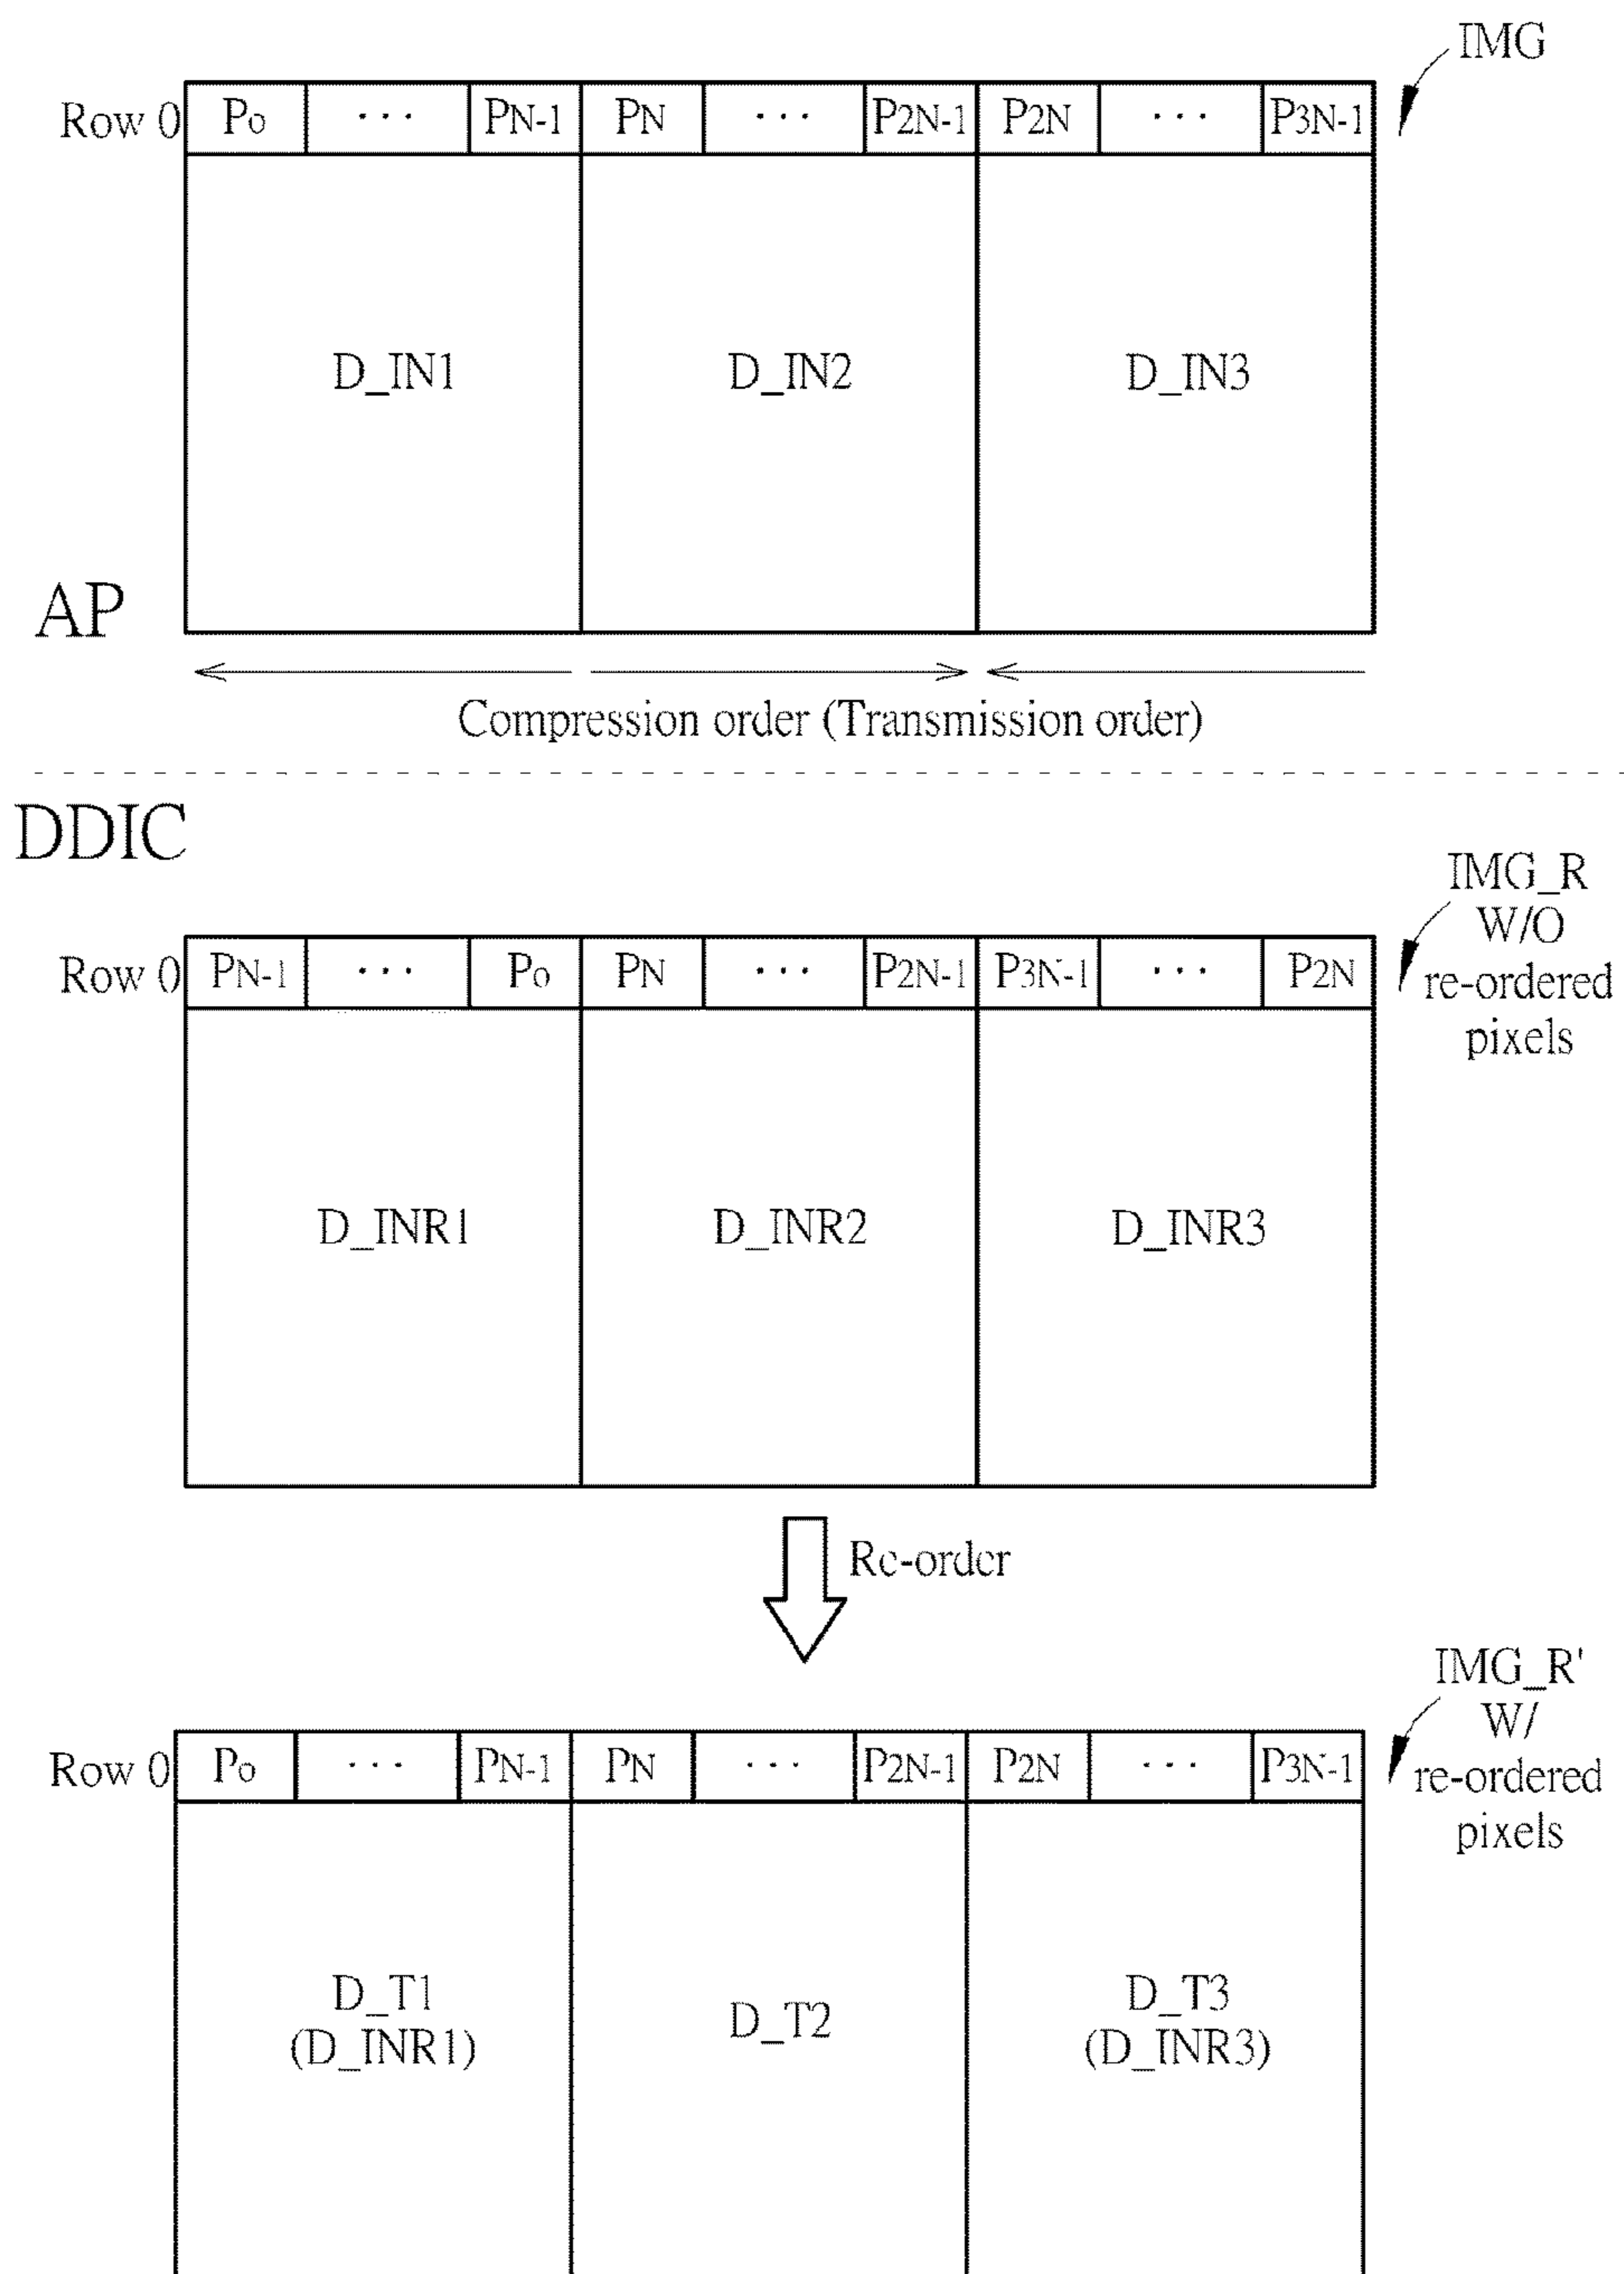 IMG
Row 0 P0 ··· PN-1 PN ··· P2N-1 P2N ··· P3N-1
D_IN1 D_IN2 D_IN3
AP
Compression order (Transmission order)
DDIC
IMG_R
W/O
re-ordered
pixels
Row 0 PN-1 ··· P0 PN ··· P2N-1 P3N-1 ··· P2N
D_INR1 D_INR2 D_INR3
Re-order
IMG_R'
W/
re-ordered
pixels
Row 0 P0 ··· PN-1 PN ··· P2N-1 P2N ··· P3N-1
D_T1
(D_INR1)
D_T2
D_T3
(D_INR3)